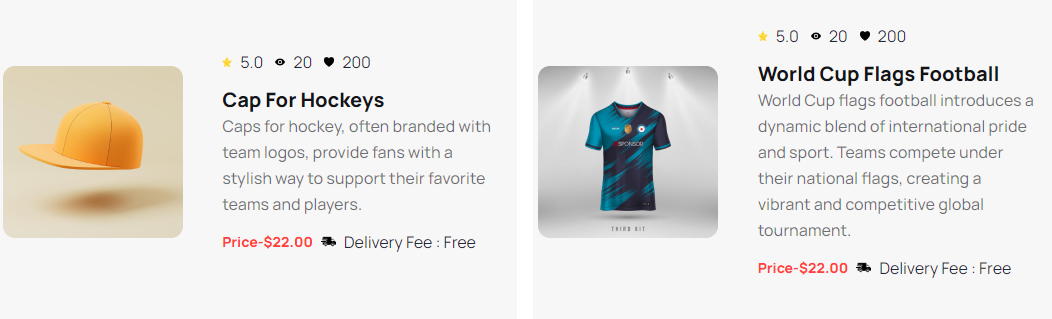 5.0 20 200
Cap For Hockeys
Caps for hockey, often branded with
team logos, provide fans with a
stylish way to support their favorite
teams and players.
Price-$22.00 Delivery Fee : Free
5.0 20 200
World Cup Flags Football
World Cup flags football introduces a
dynamic blend of international pride
and sport. Teams compete under
their national flags, creating a
vibrant and competitive global
tournament.
Price-$22.00 Delivery Fee : Free
SPONSOR
THIRD KIT